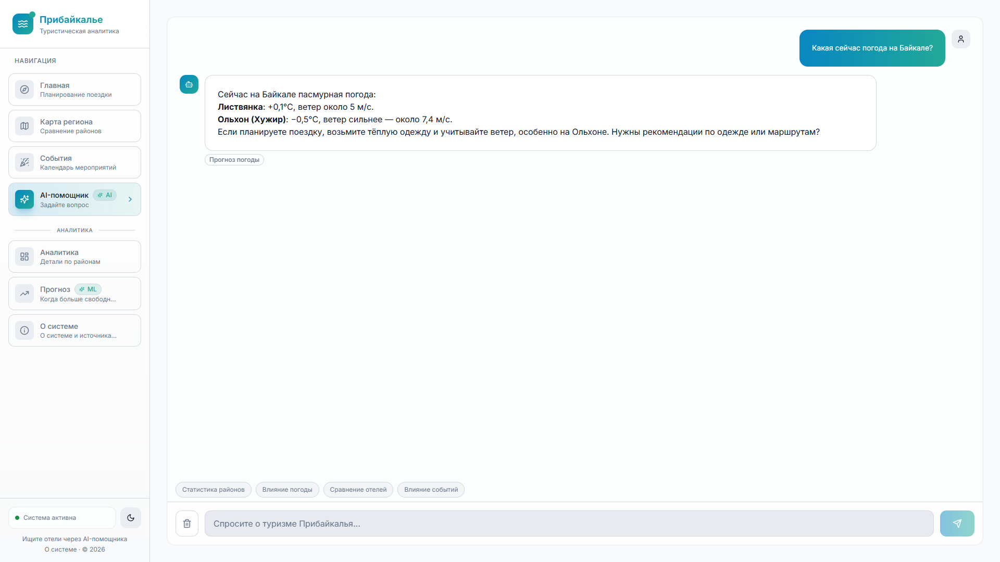 Прибайкалье
Туристическая аналитика
НАВИГАЦИЯ
Главная
Планирование поездки
Карта региона
Сравнение районов
События
Календарь мероприятий
AI-помощник
AI
Задайте вопрос
АНАЛИТИКА
Аналитика
Детали по районам
Прогноз
ML
Когда больше свободн...
О системе
О системе и источника...
Система активна
Ищите отели через AI-помощника
О системе · © 2026
Какая сейчас погода на Байкале?
Сейчас на Байкале пасмурная погода:
Листвянка: +0,1°C, ветер около 5 м/с.
Ольхон (Хужир): −0,5°C, ветер сильнее — около 7,4 м/с.
Если планируете поездку, возьмите тёплую одежду и учитывайте ветер, особенно на Ольхоне. Нужны рекомендации по одежде или маршрутам?
Прогноз погоды
Статистика районов
Влияние погоды
Сравнение отелей
Влияние событий
Спросите о туризме Прибайкалья...